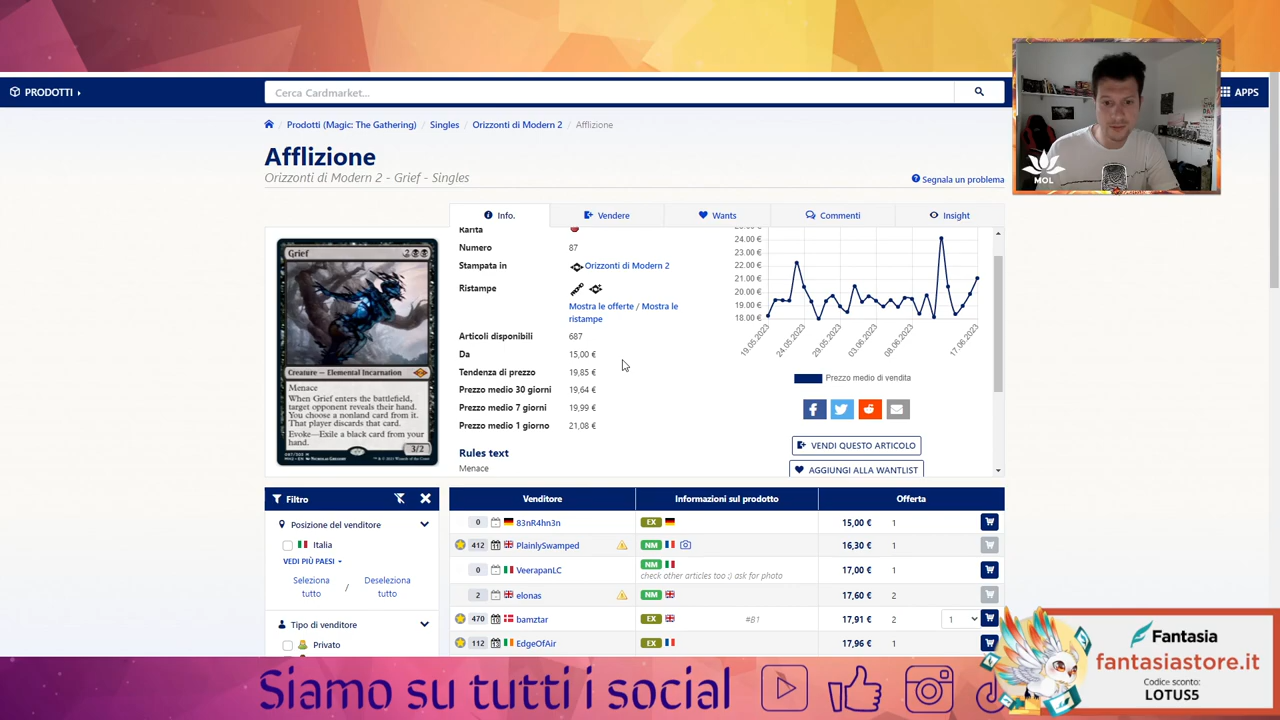 PRODOTTI
Cerca Cardmarket...
APPS
MOL
Prodotti (Magic: The Gathering) / Singles / Orizzonti di Modern 2 / Afflizione
Afflizione
Orizzonti di Modern 2 - Grief - Singles
Segnala un problema
Info.
Vendere
Wants
Commenti
Insight
Grief
Creature — Elemental Incarnation
Menace
When Grief enters the battlefield,
target opponent reveals their hand.
You choose a nonland card from it.
That player discards that card.
Evoke—Exile a black card from your
hand.
3/2
Rarità
Numero 87
Stampata in Orizzonti di Modern 2
Ristampe
Mostra le offerte / Mostra le
ristampe
Articoli disponibili 687
Da 15,00 €
Tendenza di prezzo 19,85 €
Prezzo medio 30 giorni 19,64 €
Prezzo medio 7 giorni 19,99 €
Prezzo medio 1 giorno 21,08 €
Rules text
Menace
24.00 €
22.00 €
21.00 €
20.00 €
19.00 €
18.00 €
19.05.2023
24.05.2023
29.05.2023
03.06.2023
08.06.2023
17.06.2023
Prezzo medio di vendita
VENDI QUESTO ARTICOLO
AGGIUNGI ALLA WANTLIST
Filtro
Posizione del venditore
Italia
VEDI PIÙ PAESI
Seleziona
tutto
/
Deseleziona
tutto
Tipo di venditore
Privato
Venditore Informazioni sul prodotto Offerta
0 83nR4hn3n EX 15,00 € 1
412 PlainlySwamped NM 16,30 € 1
0 VeerapanLC NM 17,00 € 1
check other articles too :) ask for photo
2 elonas NM 17,60 € 2
470 bamztar EX #B1 17,91 € 2 1
112 EdgeOfAir EX 17,96 € 1
Siamo su tutti i social
Fantasia
fantasiastore.it
Codice sconto:
LOTUS5